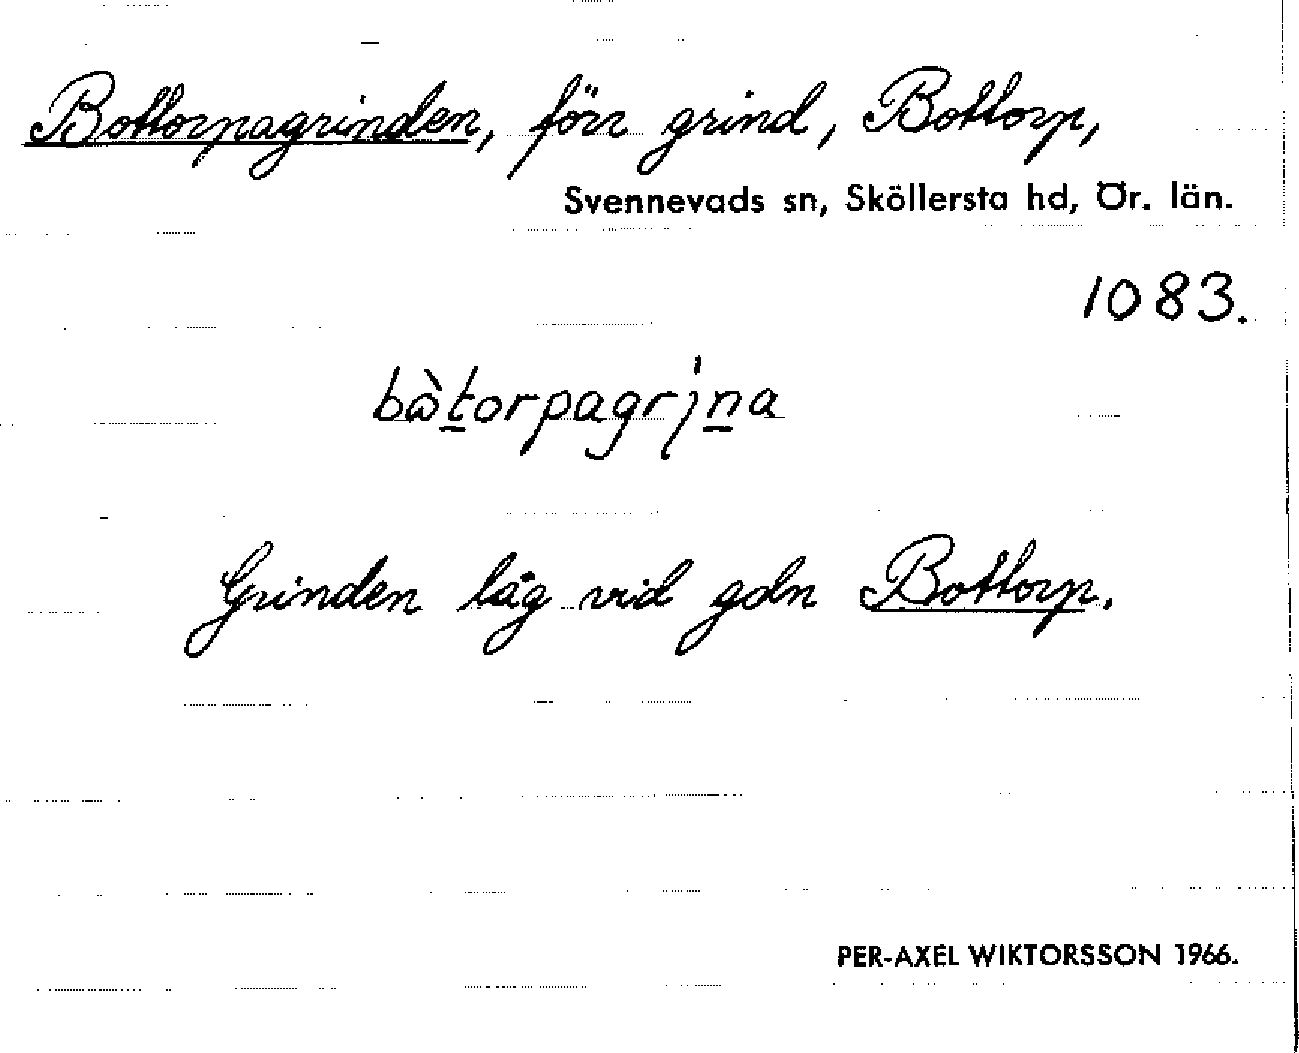 Bottorpagrinden, förr grind, Bottorp,
Svennevads sn, Sköllersta hd, Ör. län.
1083.
Grinden låg vid gdn Bottorp.
PER-AXEL WIKTORSSON 1966.